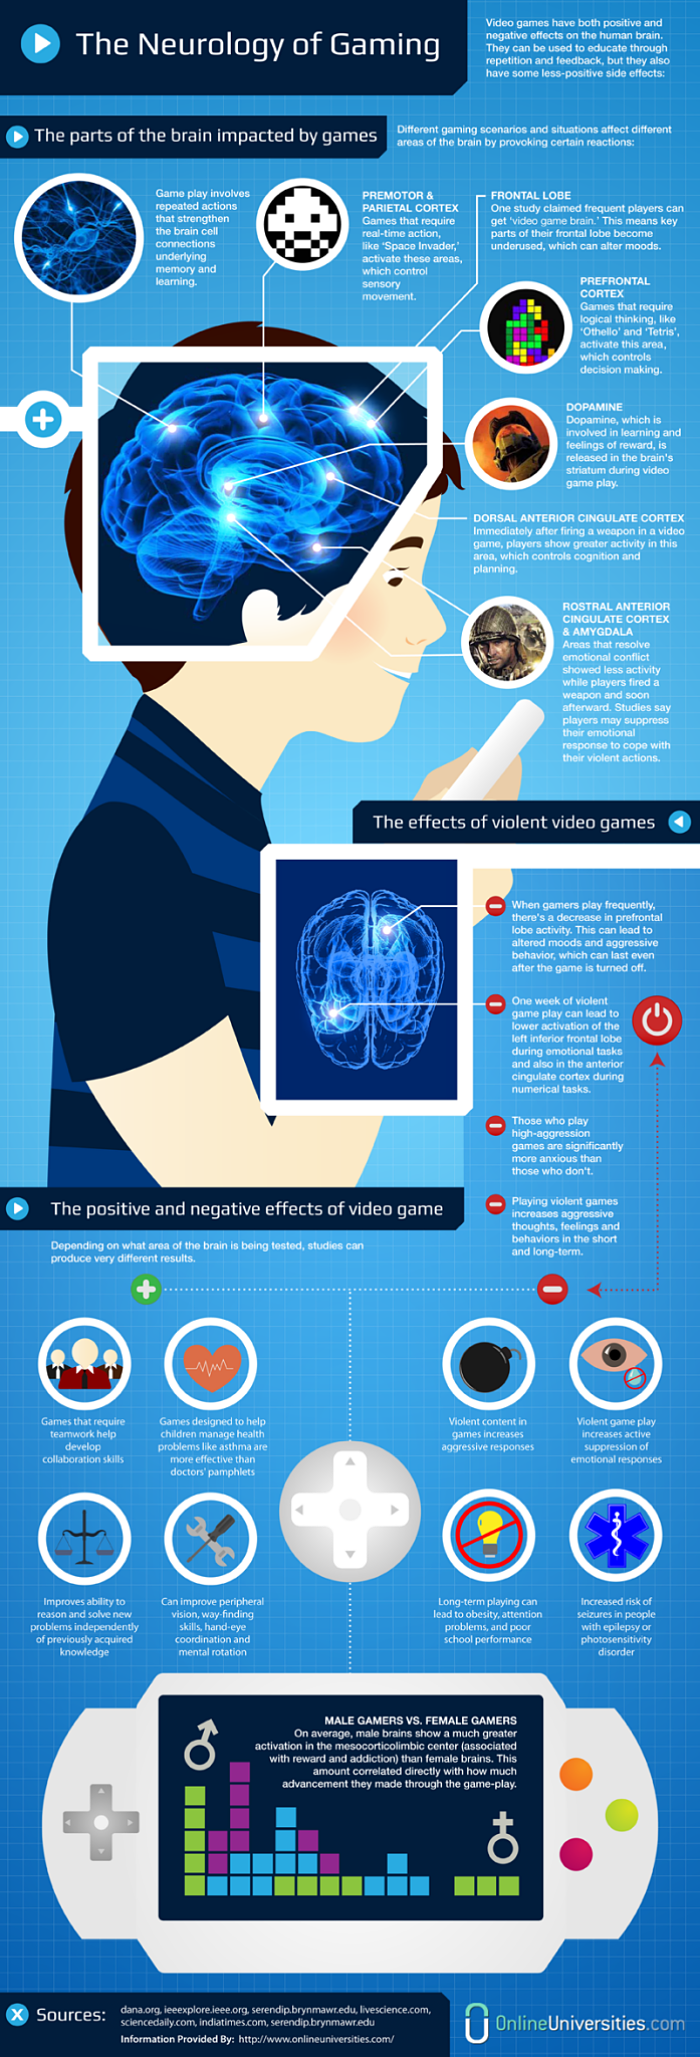 The Neurology of Gaming
Video games have both positive and
negative effects on the human brain.
They can be used to educate through
repetition and feedback, but they also
have some less-positive side effects:
The parts of the brain impacted by games
Different gaming scenarios and situations affect different
areas of the brain by provoking certain reactions:
Game play involves
repeated actions
that strengthen
the brain cell
connections
underlying
memory and
learning.
PREMOTOR &
PARIETAL CORTEX
Games that require
real-time action,
like 'Space Invader,'
activate these areas,
which control
sensory
movement.
FRONTAL LOBE
One study claimed frequent players can
get 'video game brain.' This means key
parts of their frontal lobe become
underused, which can alter moods.
PREFRONTAL
CORTEX
Games that require
logical thinking, like
'Othello' and 'Tetris',
activate this area,
which controls
decision making.
DOPAMINE
Dopamine, which is
involved in learning and
feelings of reward, is
released in the brain's
striatum during video
game play.
DORSAL ANTERIOR CINGULATE CORTEX
Immediately after firing a weapon in a video
game, players show greater activity in this
area, which controls cognition and
planning.
ROSTRAL ANTERIOR
CINGULATE CORTEX
& AMYGDALA
Areas that resolve
emotional conflict
showed less activity
while players fired a
weapon and soon
afterward. Studies say
players may suppress
their emotional
response to cope with
their violent actions.
The effects of violent video games
When gamers play frequently,
there's a decrease in prefrontal
lobe activity. This can lead to
altered moods and aggressive
behavior, which can last even
after the game is turned off.
One week of violent
game play can lead to
lower activation of the
left inferior frontal lobe
during emotional tasks
and also in the anterior
cingulate cortex during
numerical tasks.
Those who play
high-aggression
games are significantly
more anxious than
those who don't.
Playing violent games
increases aggressive
thoughts, feelings and
behaviors in the short
and long-term.
The positive and negative effects of video game
Depending on what area of the brain is being tested, studies can
produce very different results.
Games that require
teamwork help
develop
collaboration skills
Games designed to help
children manage health
problems like asthma are
more effective than
doctors' pamphlets
Violent content in
games increases
aggressive responses
Violent game play
increases active
suppression of
emotional responses
Improves ability to
reason and solve new
problems independently
of previously acquired
knowledge
Can improve peripheral
vision, way-finding
skills, hand-eye
coordination and
mental rotation
Long-term playing can
lead to obesity, attention
problems, and poor
school performance
Increased risk of
seizures in people
with epilepsy or
photosensitivity
disorder
MALE GAMERS VS. FEMALE GAMERS
On average, male brains show a much greater
activation in the mesocorticolimbic center (associated
with reward and addiction) than female brains. This
amount correlated directly with how much
advancement they made through the game-play.
X Sources:
dana.org, ieeexplore.ieee.org, serendip.brynmawr.edu, livescience.com,
sciencedaily.com, indiatimes.com, serendip.brynmawr.edu
Information Provided By: http://www.onlineuniversities.com/
OnlineUniversities.com